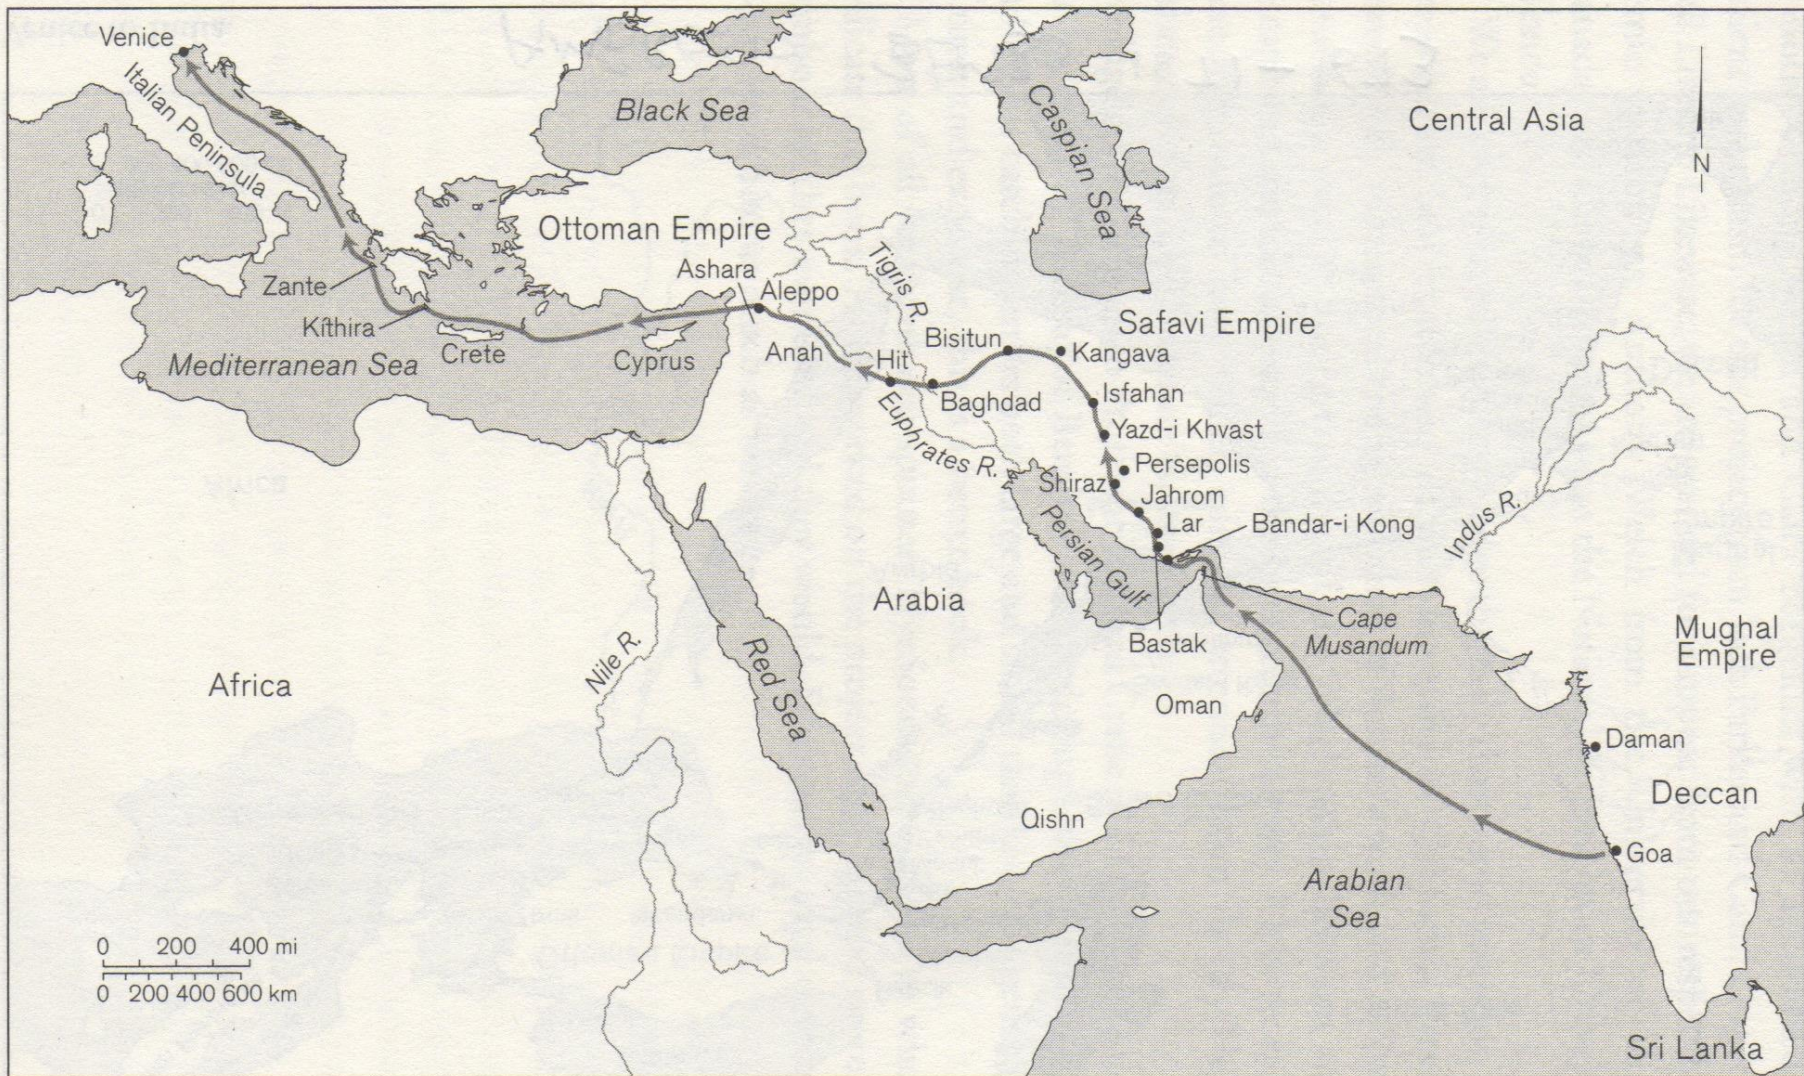 Venice
Italian Peninsula
Black Sea
Caspian Sea
Central Asia
N
Ottoman Empire
Ashara
Aleppo
Tigris R.
Zante
Kíthira
Crete
Cyprus
Mediterranean Sea
Anah
Hit
Bisitun
Kangava
Safavi Empire
Baghdad
Euphrates R.
Isfahan
Yazd-i Khvast
Persepolis
Shiraz
Jahrom
Lar
Bandar-i Kong
Persian Gulf
Bastak
Cape
Musandum
Indus R.
Mughal
Empire
Arabia
Africa
Nile R.
Red Sea
Oman
Qishn
Daman
Deccan
Goa
Arabian
Sea
Sri Lanka
0 200 400 mi
0 200 400 600 km